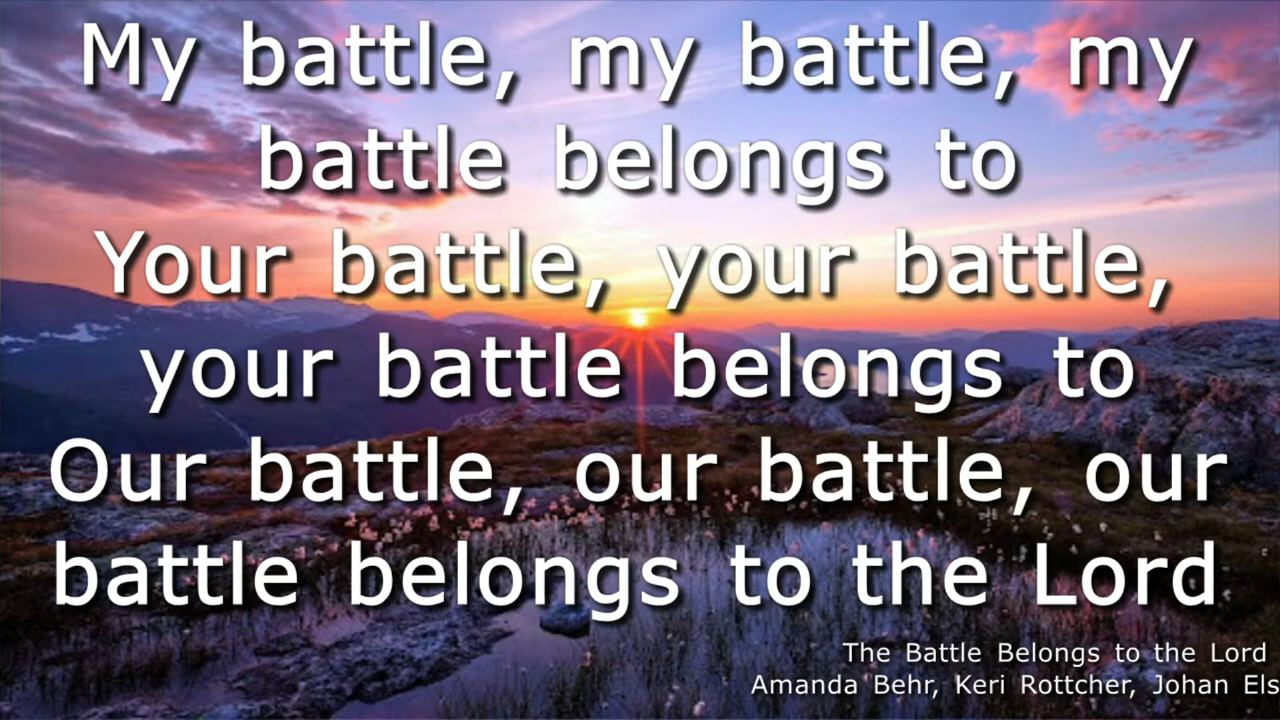 My battle, my battle, my
battle belongs to
Your battle, your battle,
your battle belongs to
Our battle, our battle, our
battle belongs to the Lord
The Battle Belongs to the Lord
Amanda Behr, Keri Rottcher, Johan Els